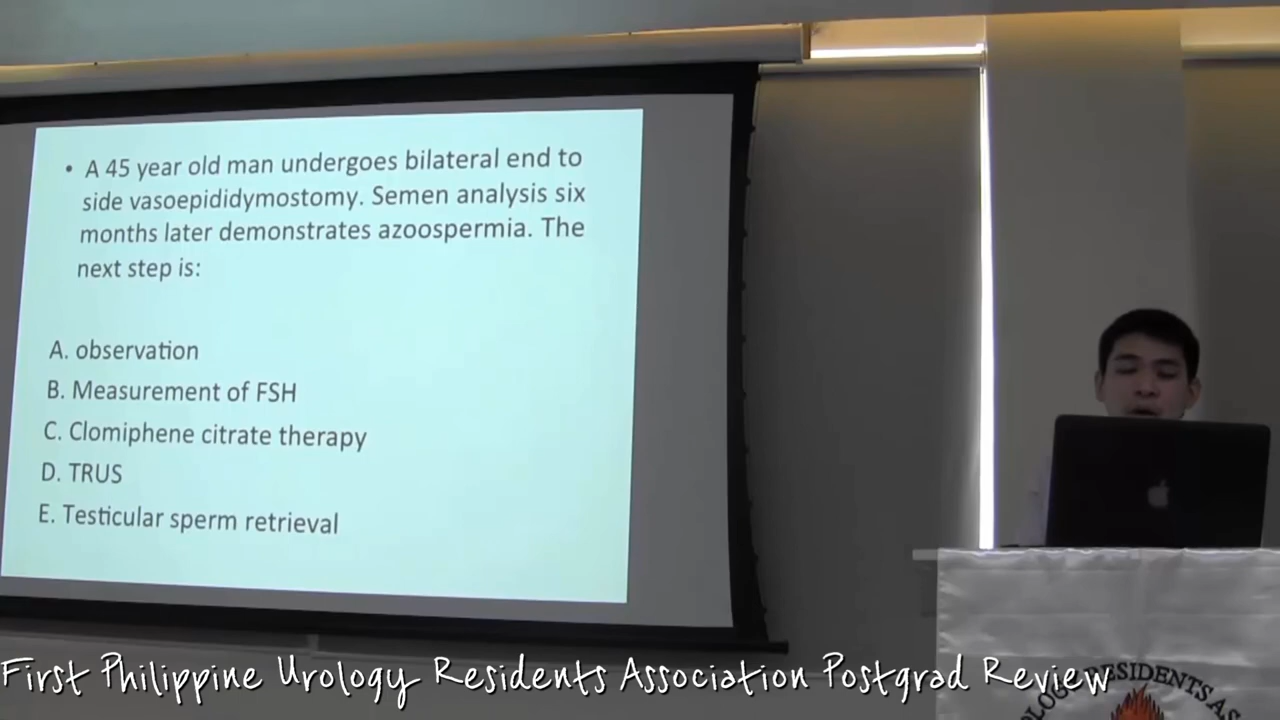 • A 45 year old man undergoes bilateral end to
side vasoepididymostomy. Semen analysis six
months later demonstrates azoospermia. The
next step is:
A. observation
B. Measurement of FSH
C. Clomiphene citrate therapy
D. TRUS
E. Testicular sperm retrieval
First Philippine Urology Residents Association Postgrad Review
RESIDENTS